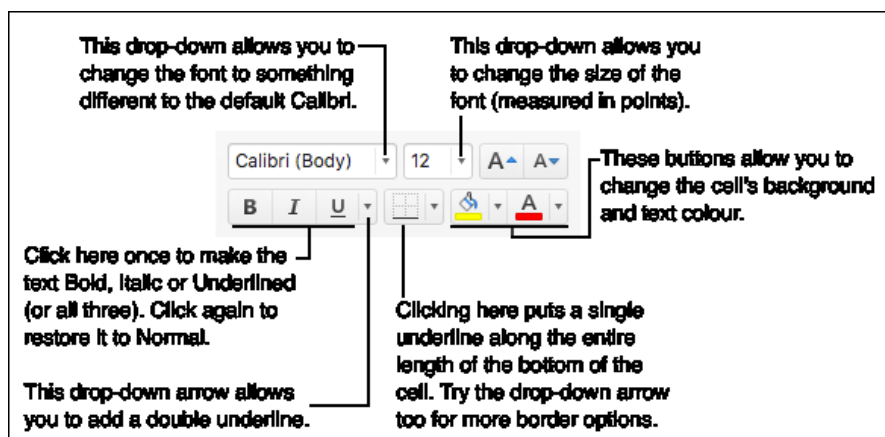 This drop-down allows you to
change the font to something
different to the default Calibri.
This drop-down allows you
to change the size of the
font (measured in points).
Calibri (Body) 12 A A
B I U A
These buttons allow you to
change the cell's background
and text colour.
Click here once to make the
text Bold, Italic or Underlined
(or all three). Click again to
restore it to Normal.
Clicking here puts a single
underline along the entire
length of the bottom of the
cell. Try the drop-down arrow
too for more border options.
This drop-down arrow allows
you to add a double underline.